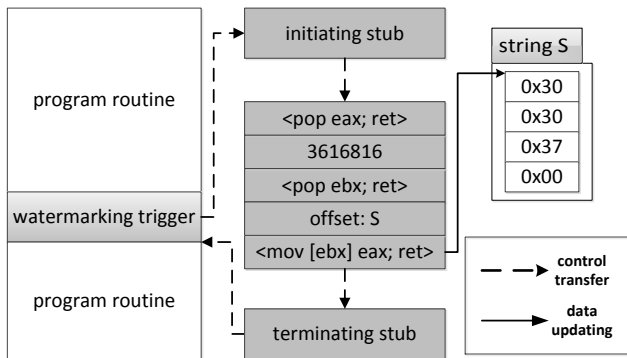 program routine
watermarking trigger
program routine
initiating stub
<pop eax; ret>
3616816
<pop ebx; ret>
offset: S
<mov [ebx] eax; ret>
terminating stub
string S
0x30
0x30
0x37
0x00
control
transfer
data
updating